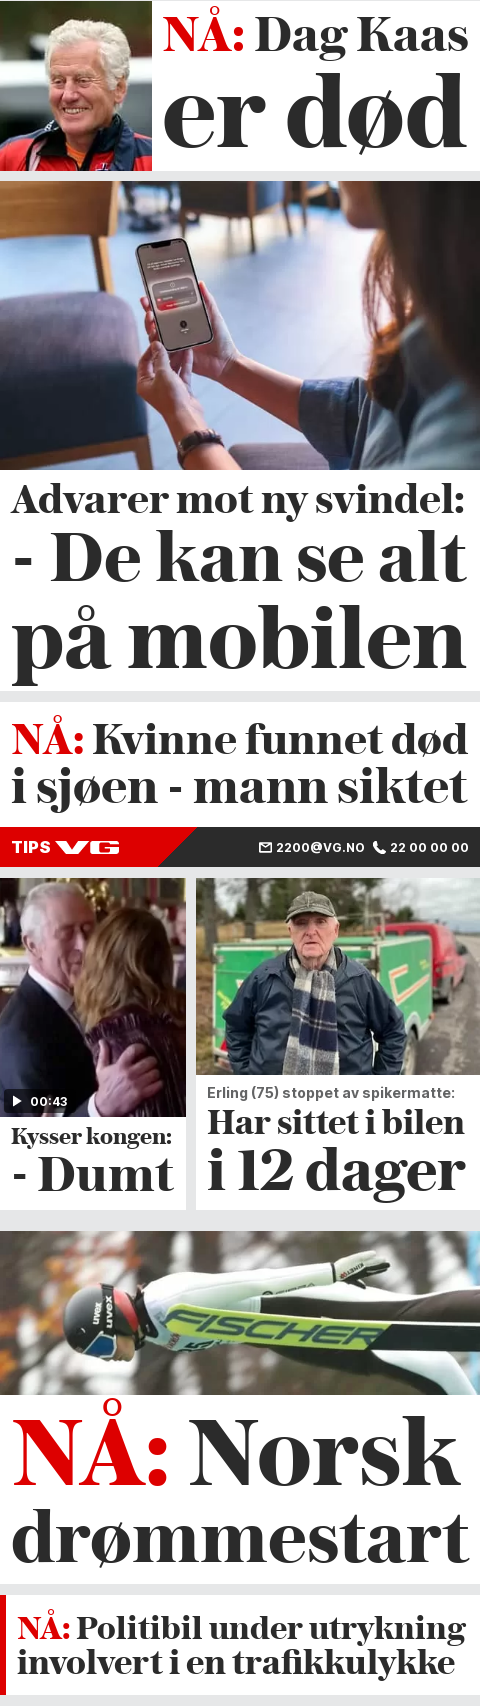 NÅ: Dag Kaas
er død
Advarer mot ny svindel:
- De kan se alt
på mobilen
NÅ: Kvinne funnet død
i sjøen - mann siktet
TIPS VG
2200@VG.NO 22 00 00 00
00:43
Kysser kongen:
- Dumt
Erling (75) stoppet av spikermatte:
Har sittet i bilen
i 12 dager
uvex
uvex
FISCHER
NÅ: Norsk
drømmestart
NÅ: Politibil under utrykning
involvert i en trafikkulykke